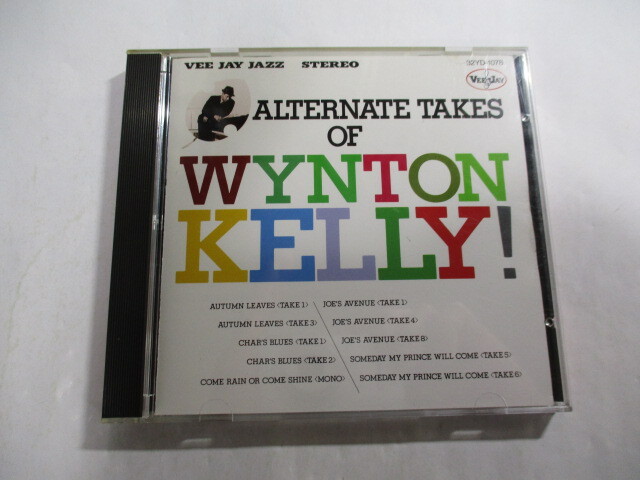 VEE JAY JAZZ STEREO
32YD-1076
VEE JAY
ALTERNATE TAKES
OF
WYNTON
KELLY!
AUTUMN LEAVES <TAKE 1>
AUTUMN LEAVES <TAKE 3>
CHAR'S BLUES <TAKE 1>
CHAR'S BLUES <TAKE 2>
COME RAIN OR COME SHINE <MONO>
JOE'S AVENUE <TAKE 1>
JOE'S AVENUE <TAKE 4>
JOE'S AVENUE <TAKE 8>
SOMEDAY MY PRINCE WILL COME <TAKE 5>
SOMEDAY MY PRINCE WILL COME <TAKE 6>